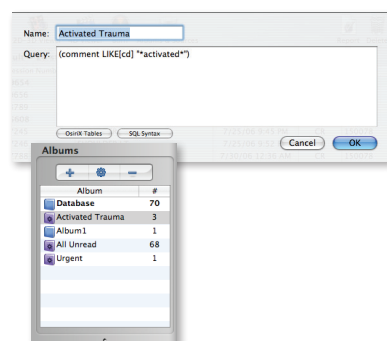 Name: Activated Trauma
Query: (comment LIKE[cd] "*activated*")
OsiriX Tables SQL Syntax
Cancel OK
Albums
Album #
Database 70
Activated Trauma 3
Album1 1
All Unread 68
Urgent 1